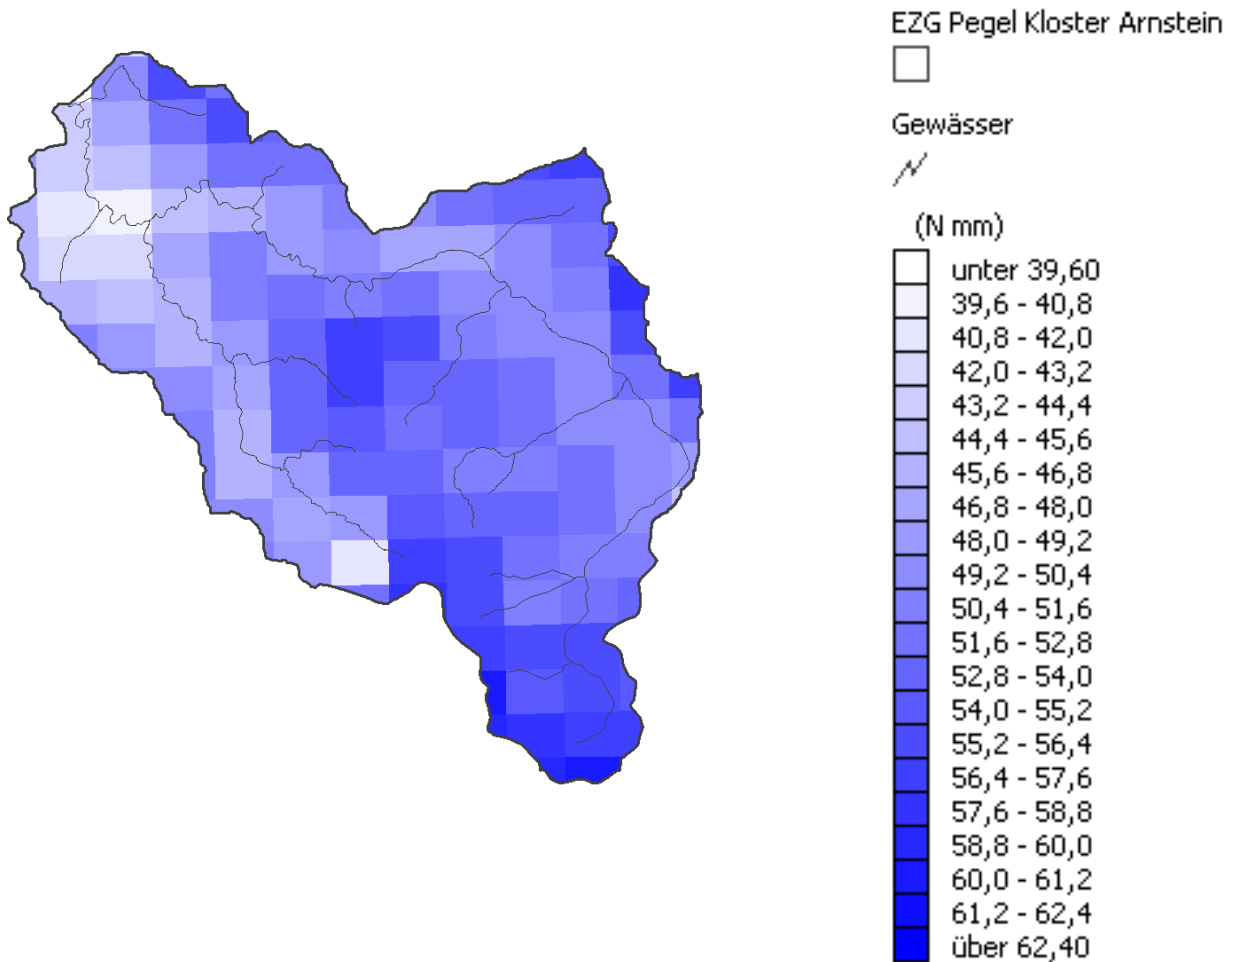 EZG Pegel Kloster Arnstein
Gewässer
(N mm)
unter 39,60
39,6 - 40,8
40,8 - 42,0
42,0 - 43,2
43,2 - 44,4
44,4 - 45,6
45,6 - 46,8
46,8 - 48,0
48,0 - 49,2
49,2 - 50,4
50,4 - 51,6
51,6 - 52,8
52,8 - 54,0
54,0 - 55,2
55,2 - 56,4
56,4 - 57,6
57,6 - 58,8
58,8 - 60,0
60,0 - 61,2
61,2 - 62,4
über 62,40